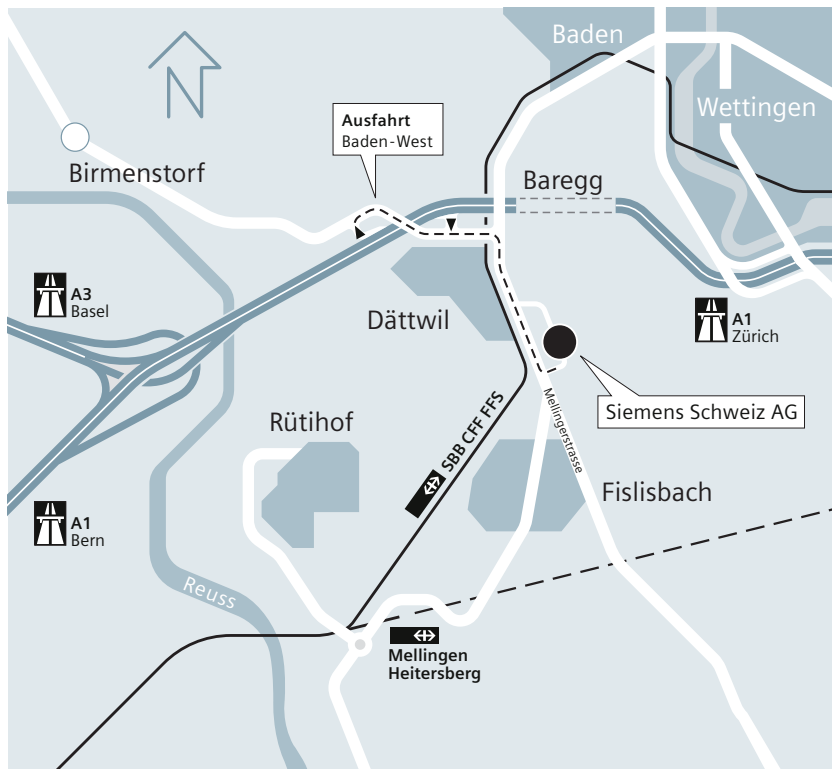 Baden
Wettingen
N
Ausfahrt
Baden-West
Birmenstorf
Baregg
A3
Basel
Dättwil
A1
Zürich
Siemens Schweiz AG
Mellingerstrasse
SBB CFF FFS
Rütihof
Fislisbach
A1
Bern
Reuss
Mellingen
Heitersberg